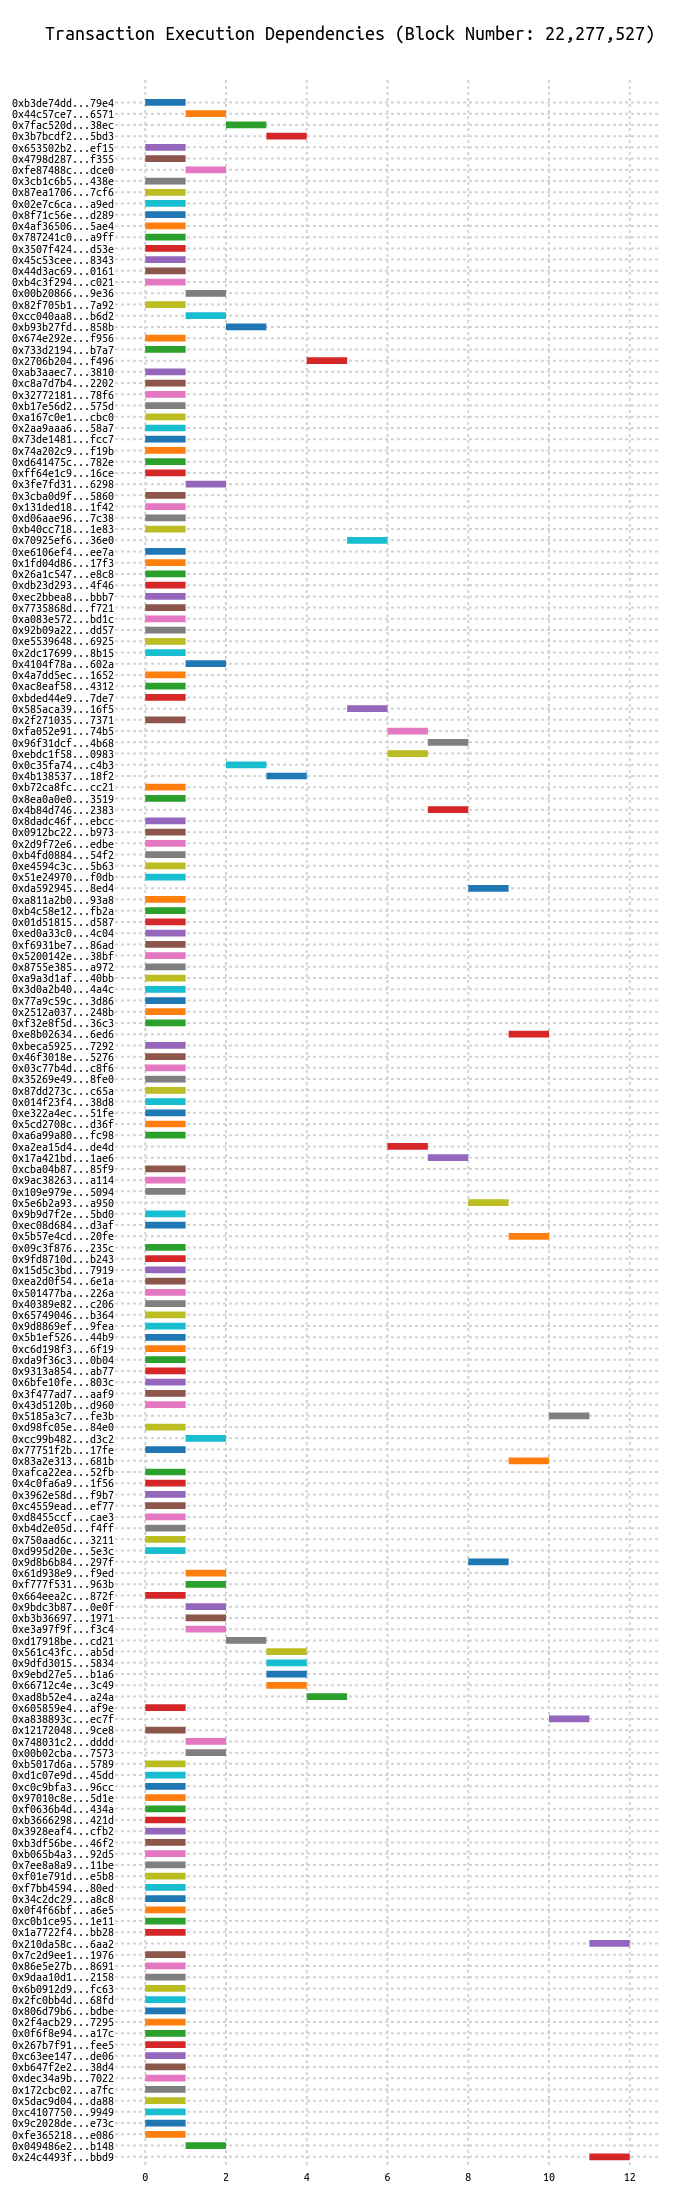 Transaction Execution Dependencies (Block Number: 22,277,527)
0xb3de74dd...79e4
0x44c57ce7...6571
0x7fac520d...38ec
0x3b7bcdf2...5bd3
0x653502b2...ef15
0x4798d287...f355
0xfe87488c...dce0
0x3cb1c6b5...438e
0x87ea1706...7cf6
0x02e7c6ca...a9ed
0x8f71c56e...d289
0x4af36506...5ae4
0x787241c0...a9ff
0x3507f424...d53e
0x45c53cee...8343
0x44d3ac69...0161
0xb4c3f294...c021
0x00b20866...9e36
0x82f705b1...7a92
0xcc040aa8...b6d2
0xb93b27fd...858b
0x674e292e...f956
0x733d2194...b7a7
0x2706b204...f496
0xab3aaec7...3810
0xc8a7d7b4...2202
0x32772181...78f6
0xb17e56d2...575d
0xa167c0e1...cbc0
0x2aa9aaa6...58a7
0x73de1481...fcc7
0x74a202c9...f19b
0xd641475c...782e
0xff64e1c9...16ce
0x3fe7fd31...6298
0x3cba0d9f...5860
0x131ded18...1f42
0xd06aae96...7c38
0xb40cc718...1e83
0x70925ef6...36e0
0xe6106ef4...ee7a
0x1fd04d86...17f3
0x26a1c547...e8c8
0xdb23d293...4f46
0xec2bbea8...bbb7
0x7735868d...f721
0xa083e572...bd1c
0x92b09a22...dd57
0xe5539648...6925
0x2dc17699...8b15
0x4104f78a...602a
0x4a7dd5ec...1652
0xac8eaf58...4312
0xbded44e9...7de7
0x585aca39...16f5
0x2f271035...7371
0xfa052e91...74b5
0x96f31dcf...4b68
0xebdc1f58...0983
0x0c35fa74...c4b3
0x4b138537...18f2
0xb72ca8fc...cc21
0x8ea0a0e0...3519
0x4b84d746...2383
0x8dadc46f...ebcc
0x0912bc22...b973
0x2d9f72e6...edbe
0xb4fd0884...54f2
0xe4594c3c...5b63
0x51e24970...f0db
0xda592945...8ed4
0xa811a2b0...93a8
0xb4c58e12...fb2a
0x01d51815...d587
0xed0a33c0...4c04
0xf6931be7...86ad
0x5200142e...38bf
0x8755e385...a972
0xa9a3d1af...40bb
0x3d0a2b40...4a4c
0x77a9c59c...3d86
0x2512a037...248b
0xf32e8f5d...36c3
0xe8b02634...6ed6
0xbeca5925...7292
0x46f3018e...5276
0x03c77b4d...c8f6
0x35269e49...8fe0
0x87dd273c...c65a
0x014f23f4...38d8
0xe322a4ec...51fe
0x5cd2708c...d36f
0xa6a99a80...fc98
0xa2ea15d4...de4d
0x17a421bd...1ae6
0xcba04b87...85f9
0x9ac38263...a114
0x109e979e...5094
0x5e6b2a93...a950
0x9b9d7f2e...5bd0
0xec08d684...d3af
0x5b57e4cd...20fe
0x09c3f876...235c
0x9fd8710d...b243
0x15d5c3bd...7919
0xea2d0f54...6e1a
0x501477ba...226a
0x40389e82...c206
0x65749046...b364
0x9d8869ef...9fea
0x5b1ef526...44b9
0xc6d198f3...6f19
0xda9f36c3...0b04
0x9313a854...ab77
0x6bfe10fe...803c
0x3f477ad7...aaf9
0x43d5120b...d960
0x5185a3c7...fe3b
0xd98fc05e...84e0
0xcc99b482...d3c2
0x77751f2b...17fe
0x83a2e313...681b
0xafca22ea...52fb
0x4c0fa6a9...1f56
0x3962e58d...f9b7
0xc4559ead...ef77
0xd8455ccf...cae3
0xb4d2e05d...f4ff
0x750aad6c...3211
0xd995d20e...5e3c
0x9d8b6b84...297f
0x61d938e9...f9ed
0xf777f531...963b
0x664eea2c...872f
0x9bdc3b87...0e0f
0xb3b36697...1971
0xe3a97f9f...f3c4
0xd17918be...cd21
0x561c43fc...ab5d
0x9dfd3015...5834
0x9ebd27e5...b1a6
0x66712c4e...3c49
0xad8b52e4...a24a
0x605859e4...af9e
0xa838893c...ec7f
0x12172048...9ce8
0x748031c2...dddd
0x00b02cba...7573
0xb5017d6a...5789
0xd1c07e9d...45dd
0xc0c9bfa3...96cc
0x97010c8e...5d1e
0xf0636b4d...434a
0xb3666298...421d
0x3928eaf4...cfb2
0xb3df56be...46f2
0xb065b4a3...92d5
0x7ee8a8a9...11be
0xf01e791d...e5b8
0xf7bb4594...80ed
0x34c2dc29...a8c8
0x0f4f66bf...a6e5
0xc0b1ce95...1e11
0x1a7722f4...bb28
0x210da58c...6aa2
0x7c2d9ee1...1976
0x86e5e27b...8691
0x9daa10d1...2158
0x6b0912d9...fc63
0x2fc0bb4d...68fd
0x806d79b6...bdbe
0x2f4acb29...7295
0x0f6f8e94...a17c
0x267b7f91...fee5
0xc63ee147...de06
0xb647f2e2...38d4
0xdec34a9b...7022
0x172cbc02...a7fc
0x5dac9d04...da88
0xc4107750...9949
0x9c2028de...e73c
0xfe365218...e086
0x049486e2...b148
0x24c4493f...bbd9
0 2 4 6 8 10 12